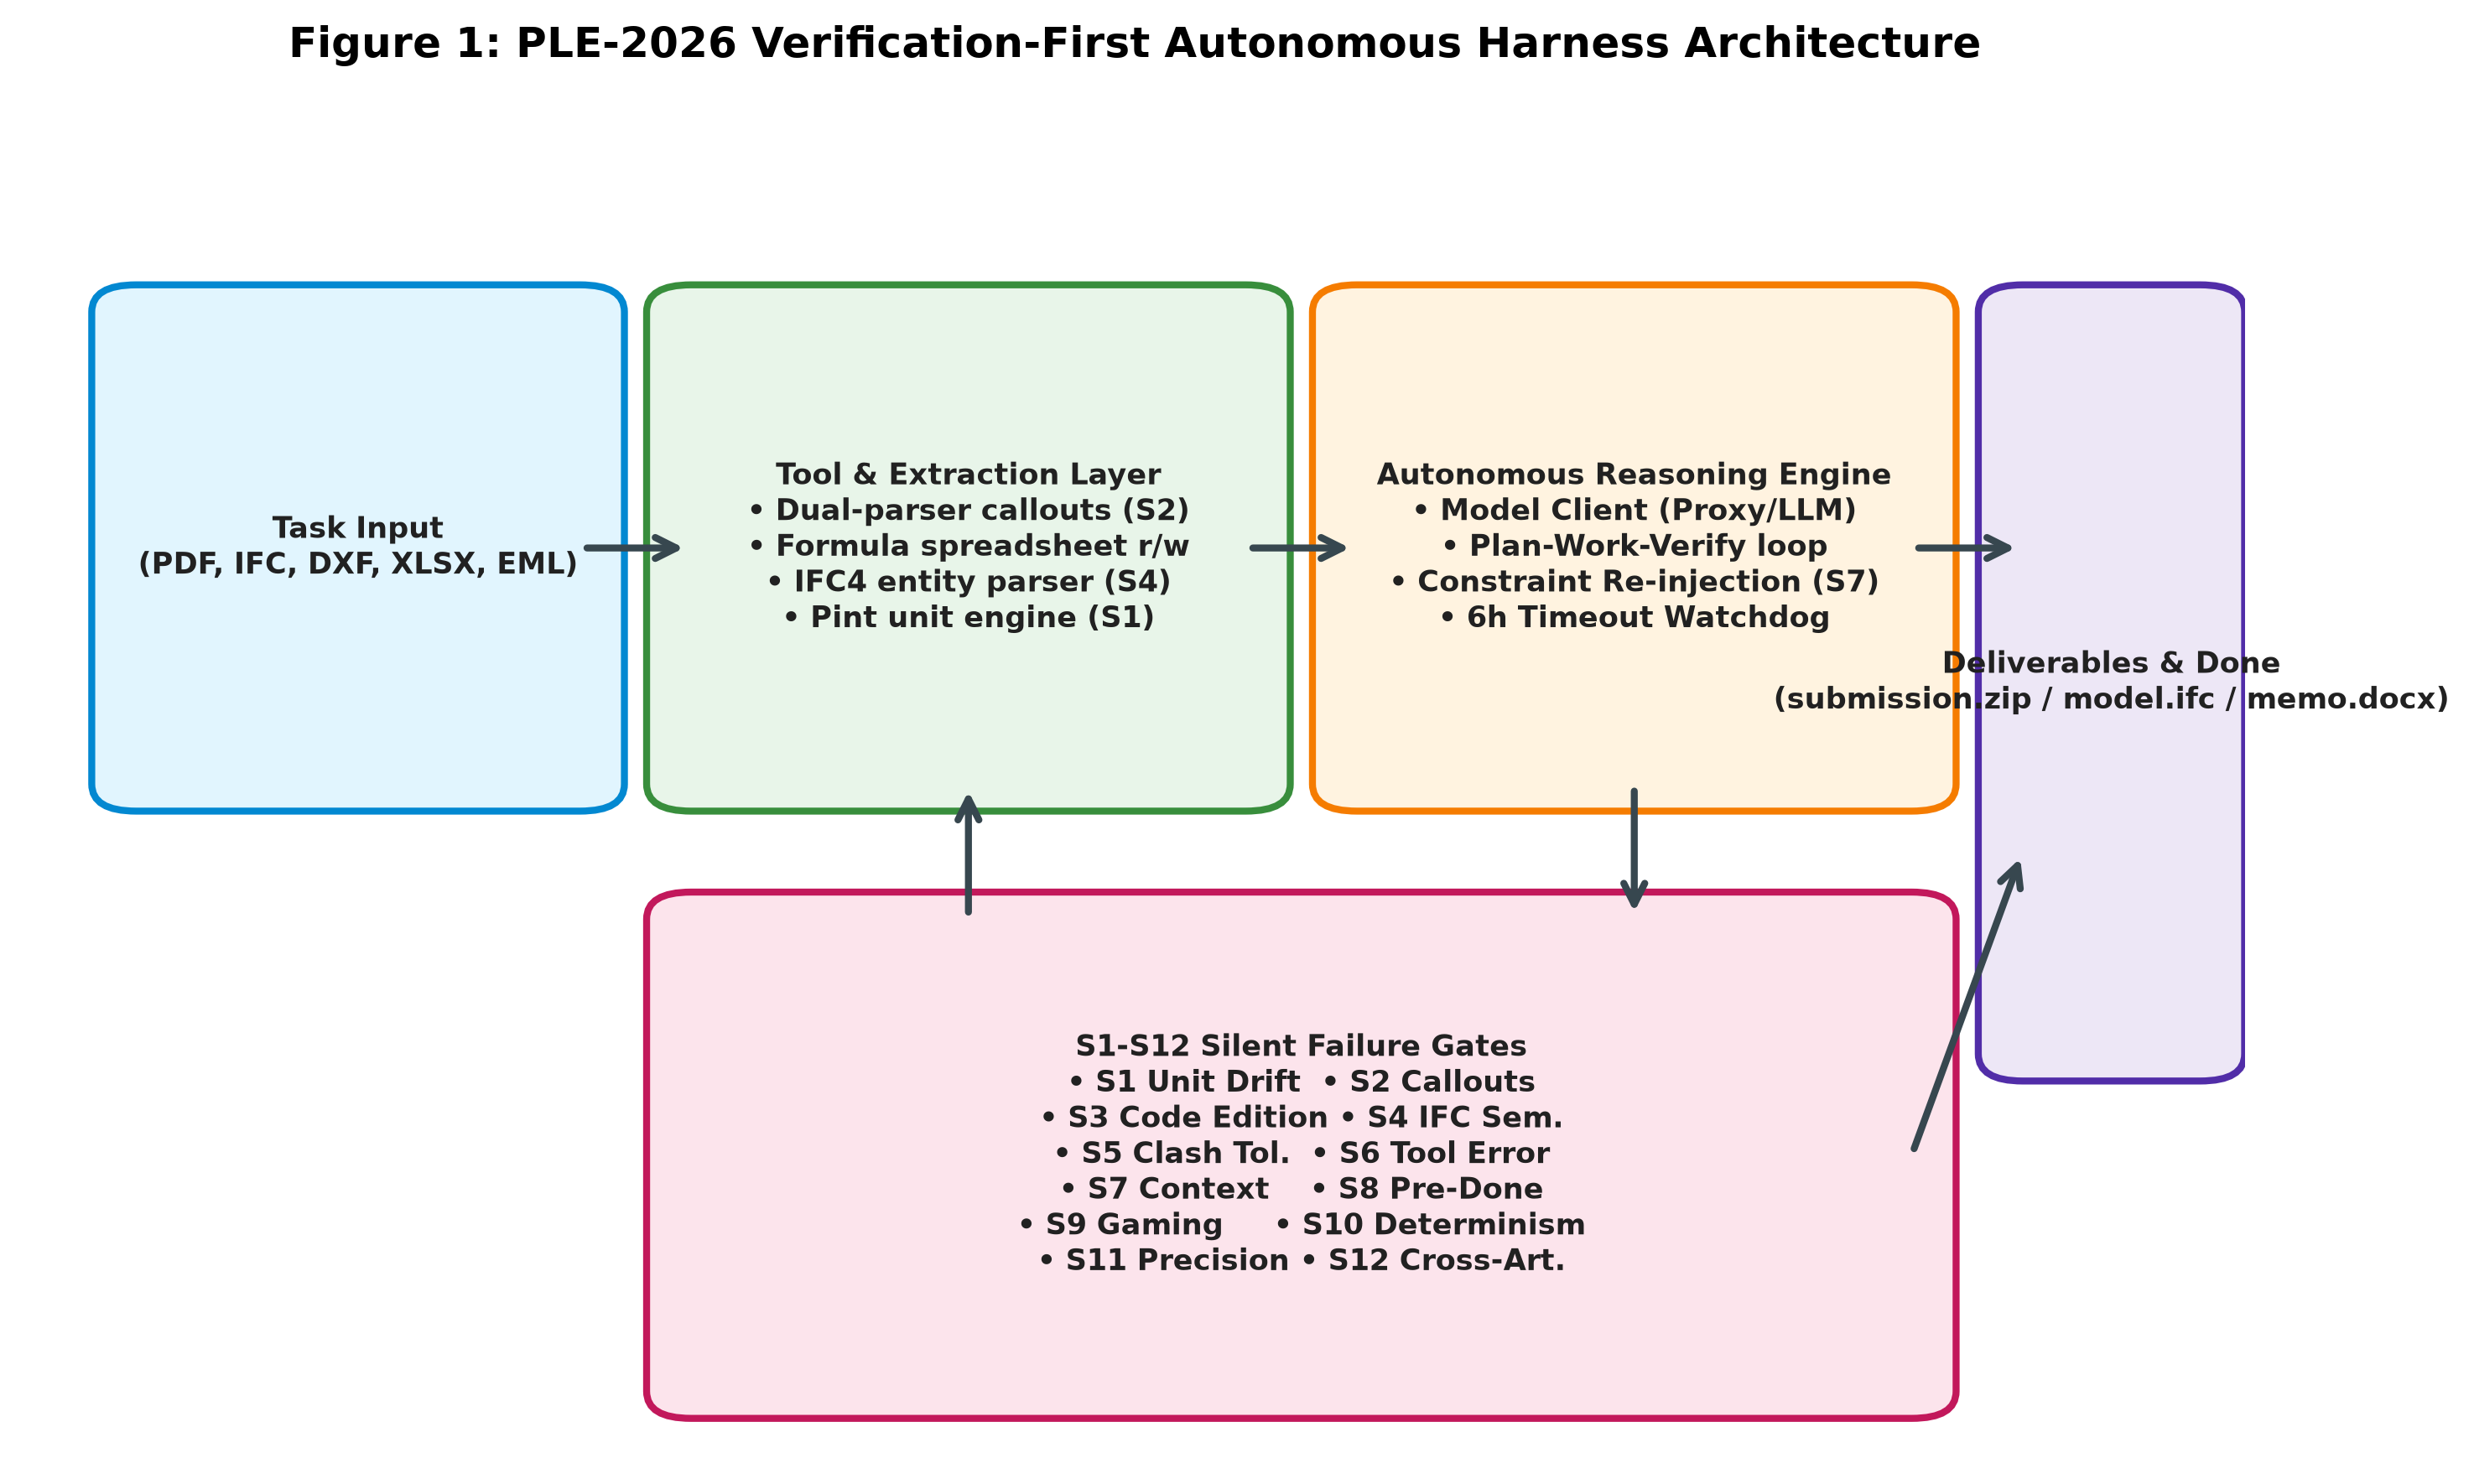 Figure 1: PLE-2026 Verification-First Autonomous Harness Architecture
Task Input
(PDF, IFC, DXF, XLSX, EML)
Tool & Extraction Layer
• Dual-parser callouts (S2)
• Formula spreadsheet r/w
• IFC4 entity parser (S4)
• Pint unit engine (S1)
Autonomous Reasoning Engine
• Model Client (Proxy/LLM)
• Plan-Work-Verify loop
• Constraint Re-injection (S7)
• 6h Timeout Watchdog
Deliverables & Done
(submission.zip / model.ifc / memo.docx)
S1-S12 Silent Failure Gates
• S1 Unit Drift • S2 Callouts
• S3 Code Edition • S4 IFC Sem.
• S5 Clash Tol. • S6 Tool Error
• S7 Context • S8 Pre-Done
• S9 Gaming • S10 Determinism
• S11 Precision • S12 Cross-Art.